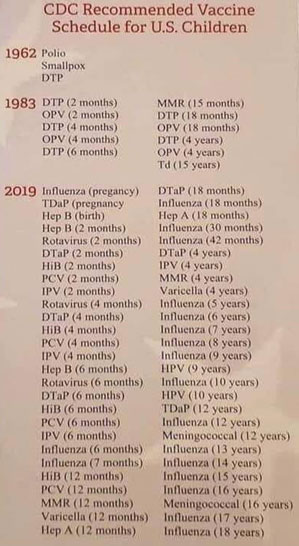 CDC Recommended Vaccine
Schedule for U.S. Children
1962 Polio
Smallpox
DTP
1983 DTP (2 months)
OPV (2 months)
DTP (4 months)
OPV (4 months)
DTP (6 months)
MMR (15 months)
DTP (18 months)
OPV (18 months)
DTP (4 years)
OPV (4 years)
Td (15 years)
2019 Influenza (pregancy)
TDaP (pregnancy
Hep B (birth)
Hep B (2 months)
Rotavirus (2 months)
DTaP (2 months)
HiB (2 months)
PCV (2 months)
IPV (2 months)
Rotavirus (4 months)
DTaP (4 months)
HiB (4 months)
PCV (4 months)
IPV (4 months)
Hep B (6 months)
Rotavirus (6 months)
DTaP (6 months)
HiB (6 months)
PCV (6 months)
IPV (6 months)
Influenza (6 months)
Influenza (7 months)
HiB (12 months)
PCV (12 months)
MMR (12 months)
Varicella (12 months)
Hep A (12 months)
DTaP (18 months)
Influenza (18 months)
Hep A (18 months)
Influenza (30 months)
Influenza (42 months)
DTaP (4 years)
IPV (4 years)
MMR (4 years)
Varicella (4 years)
Influenza (5 years)
Influenza (6 years)
Influenza (7 years)
Influenza (8 years)
Influenza (9 years)
HPV (9 years)
Influenza (10 years)
HPV (10 years)
TDaP (12 years)
Influenza (12 years)
Meningococcal (12 years)
Influenza (13 years)
Influenza (14 years)
Influenza (15 years)
Influenza (16 years)
Meningococcal (16 years)
Influenza (17 years)
Influenza (18 years)